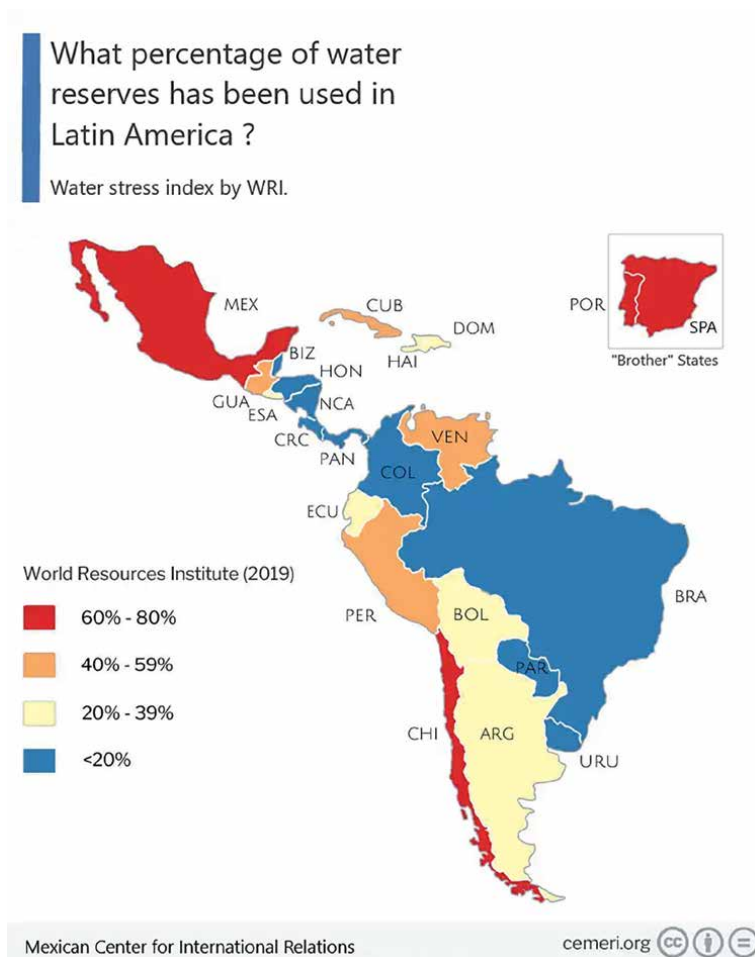 What percentage of water
reserves has been used in
Latin America ?
Water stress index by WRI.
MEX
CUB
DOM
HAI
BIZ
HON
GUA
ESA
NCA
CRC
PAN
VEN
COL
ECU
POR
SPA
"Brother" States
PER
BOL
BRA
PAR
CHI
ARG
URU
World Resources Institute (2019)
60% - 80%
40% - 59%
20% - 39%
<20%
Mexican Center for International Relations
cemeri.org
cc